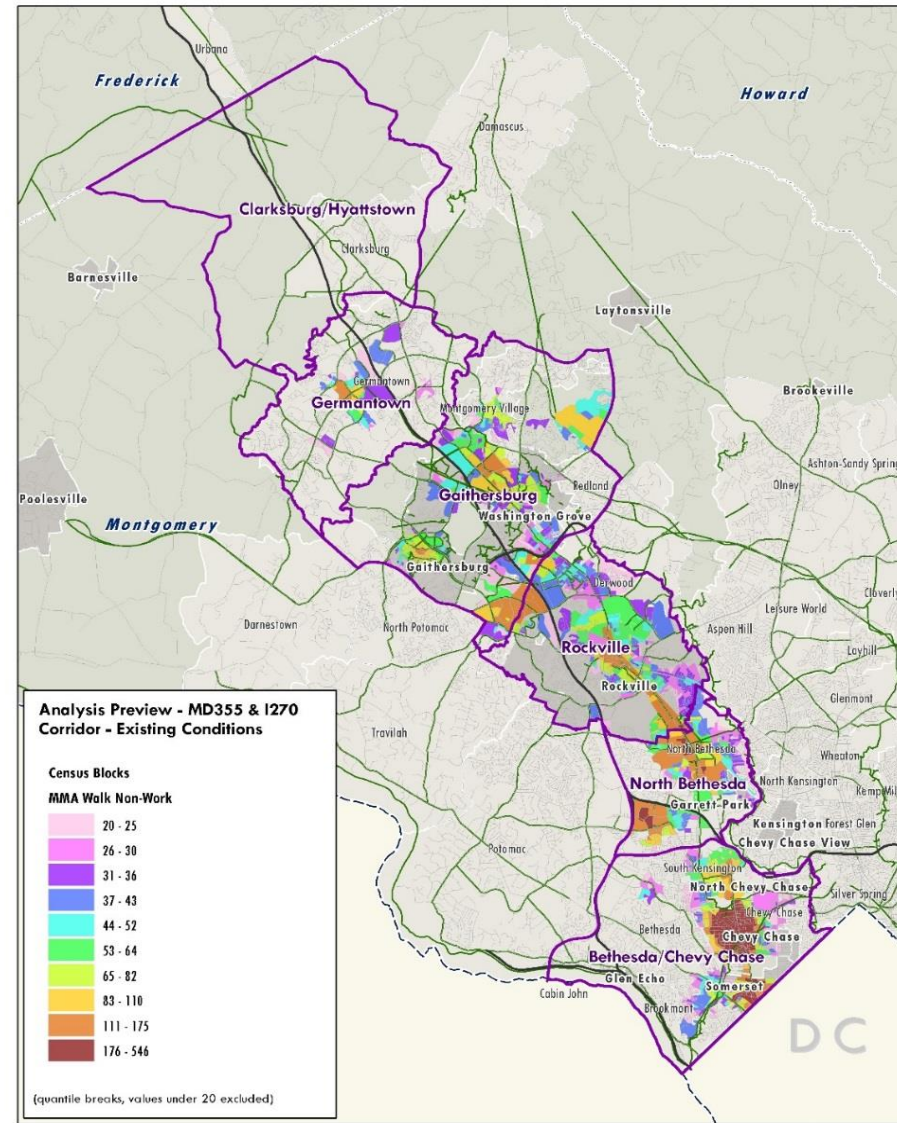 Urbana
Frederick
Howard
Damascus
Clarksburg/Hyattstown
Clarksburg
Barnesville
Laytonsville
Germantown
Germantown
Brookeville
Montgomery Village
Ashton-Sandy Spring
Olney
Poolesville
Redland
Gaithersburg
Montgomery
Washington Grove
Gaithersburg
Derwood
Cloverly
Leisure World
Darnestown
North Potomac
Aspen Hill
Layhill
Rockville
Rockville
Glenmont
Travilah
North Bethesda
Wheaton
North Kensington
North Bethesda
Garrett Park
Kensington
Forest Glen
Chevy Chase View
Potomac
South Kensington
North Chevy Chase
Silver Spring
Chevy Chase
Bethesda
Chevy Chase
Bethesda/Chevy Chase
Glen Echo
Somerset
Cabin John
Brookmont
DC
Analysis Preview - MD355 & I270
Corridor - Existing Conditions
Census Blocks
MMA Walk Non-Work
20 - 25
26 - 30
31 - 36
37 - 43
44 - 52
53 - 64
65 - 82
83 - 110
111 - 175
176 - 546
(quantile breaks, values under 20 excluded)